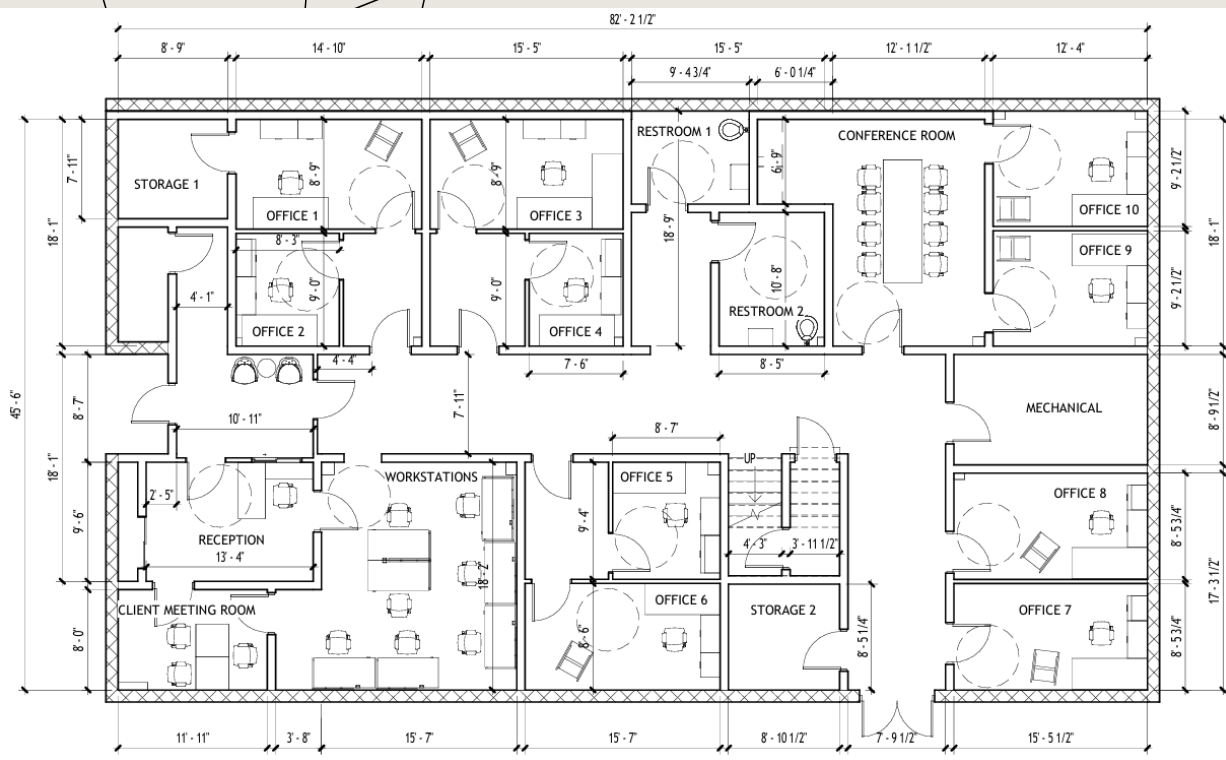 82' - 2 1/2"
8' - 9"
14' - 10"
15' - 5"
15' - 5"
12' - 1 1/2"
12' - 4"
9' - 4 3/4"
6' - 0 1/4"
RESTROOM 1
CONFERENCE ROOM
7' - 11"
STORAGE 1
8' - 9"
8' - 9"
6' - 9"
9' - 2 1/2"
OFFICE 1
OFFICE 3
OFFICE 10
18' - 1"
18' - 9"
18' - 1"
8' - 3"
OFFICE 9
4' - 1"
9' - 0"
9' - 0"
10' - 8"
9' - 2 1/2"
OFFICE 2
OFFICE 4
RESTROOM 2
4' - 4"
7' - 6"
8' - 5"
45' - 6"
8' - 7"
7' - 11"
MECHANICAL
8' - 9 1/2"
10' - 11"
8' - 7"
18' - 1"
UP
WORKSTATIONS
OFFICE 5
OFFICE 8
2' - 5"
9' - 6"
9' - 4"
8' - 5 3/4"
RECEPTION
13' - 4"
4' - 3"
3' - 11 1/2"
18' - 2"
17' - 3 1/2"
CLIENT MEETING ROOM
OFFICE 6
STORAGE 2
OFFICE 7
8' - 0"
8' - 6"
8' - 5 1/4"
8' - 5 3/4"
11' - 11"
3' - 8"
15' - 7"
15' - 7"
8' - 10 1/2"
7' - 9 1/2"
15' - 5 1/2"